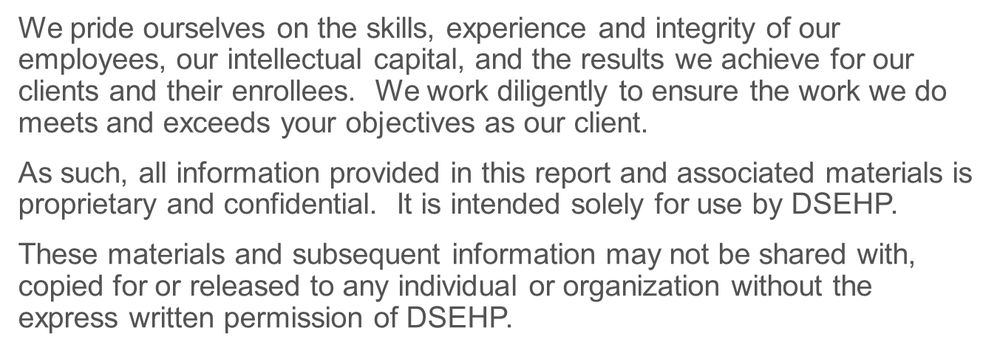 We pride ourselves on the skills, experience and integrity of our
employees, our intellectual capital, and the results we achieve for our
clients and their enrollees.  We work diligently to ensure the work we do
meets and exceeds your objectives as our client.
As such, all information provided in this report and associated materials is
proprietary and confidential.  It is intended solely for use by DSEHP.
These materials and subsequent information may not be shared with,
copied for or released to any individual or organization without the
express written permission of DSEHP.